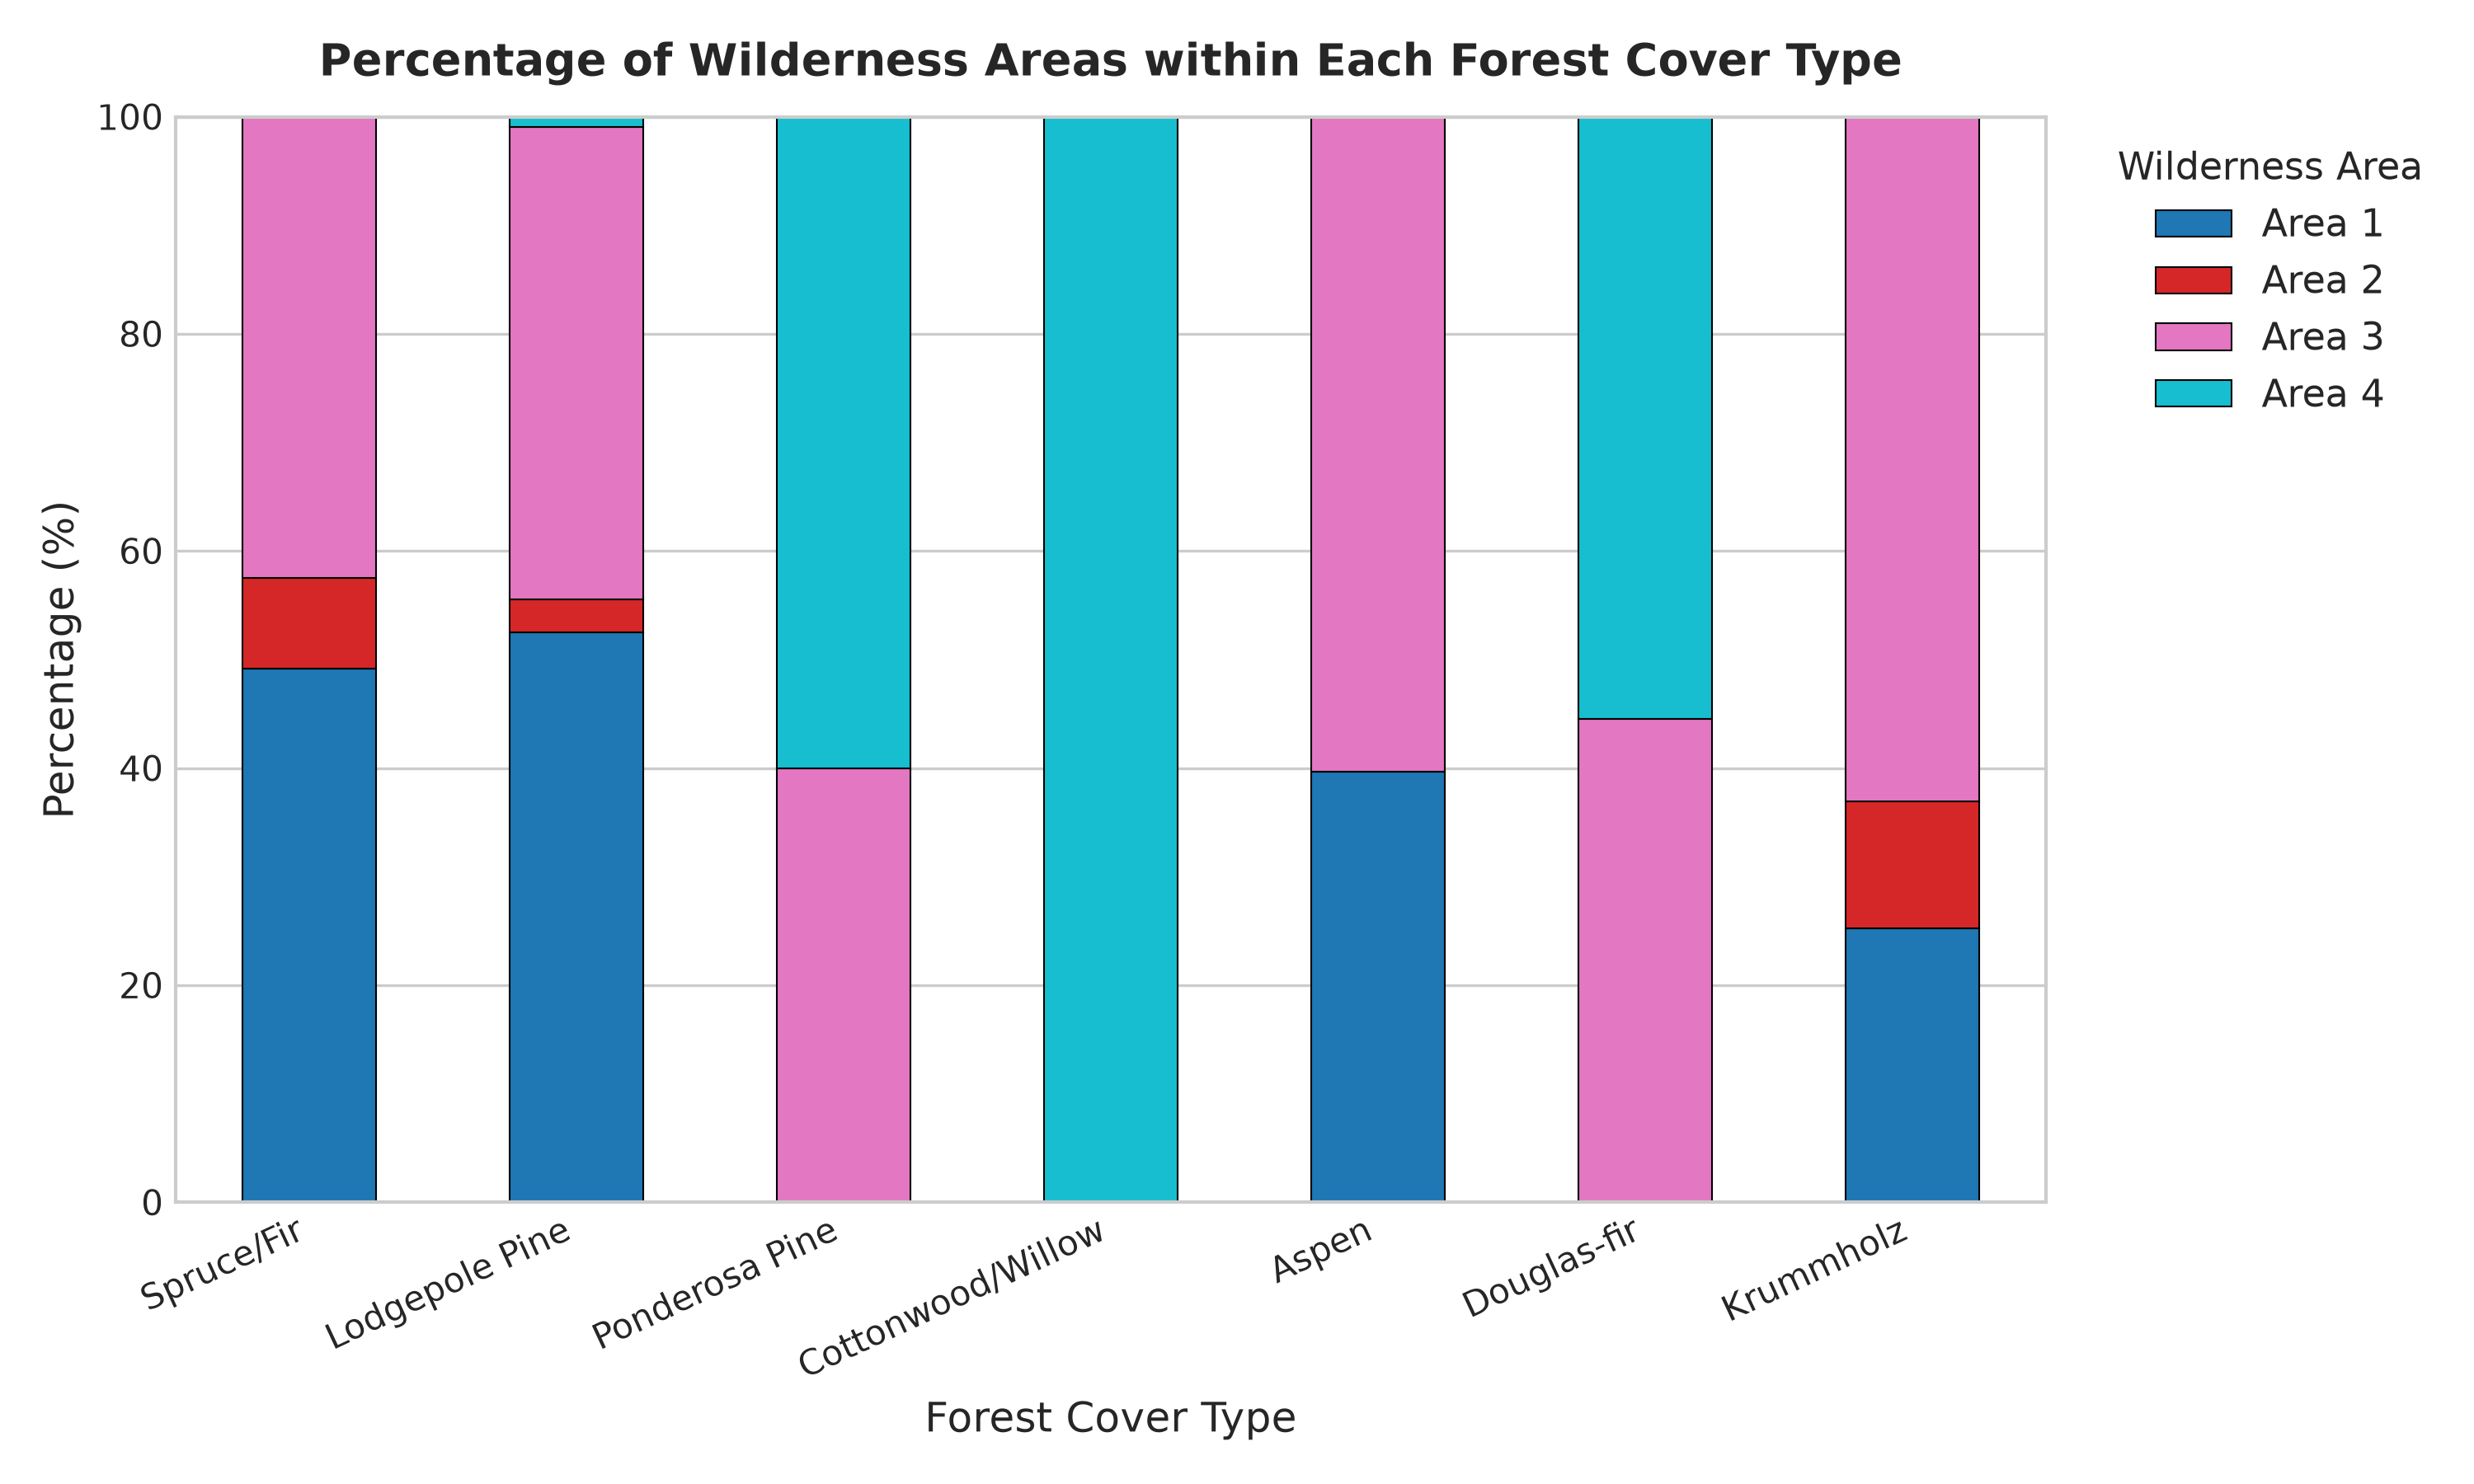 Percentage of Wilderness Areas within Each Forest Cover Type
Wilderness Area
Area 1
Area 2
Area 3
Area 4
Percentage (%)
100
80
60
40
20
0
Spruce/Fir
Lodgepole Pine
Ponderosa Pine
Cottonwood/Willow
Aspen
Douglas-fir
Krummholz
Forest Cover Type